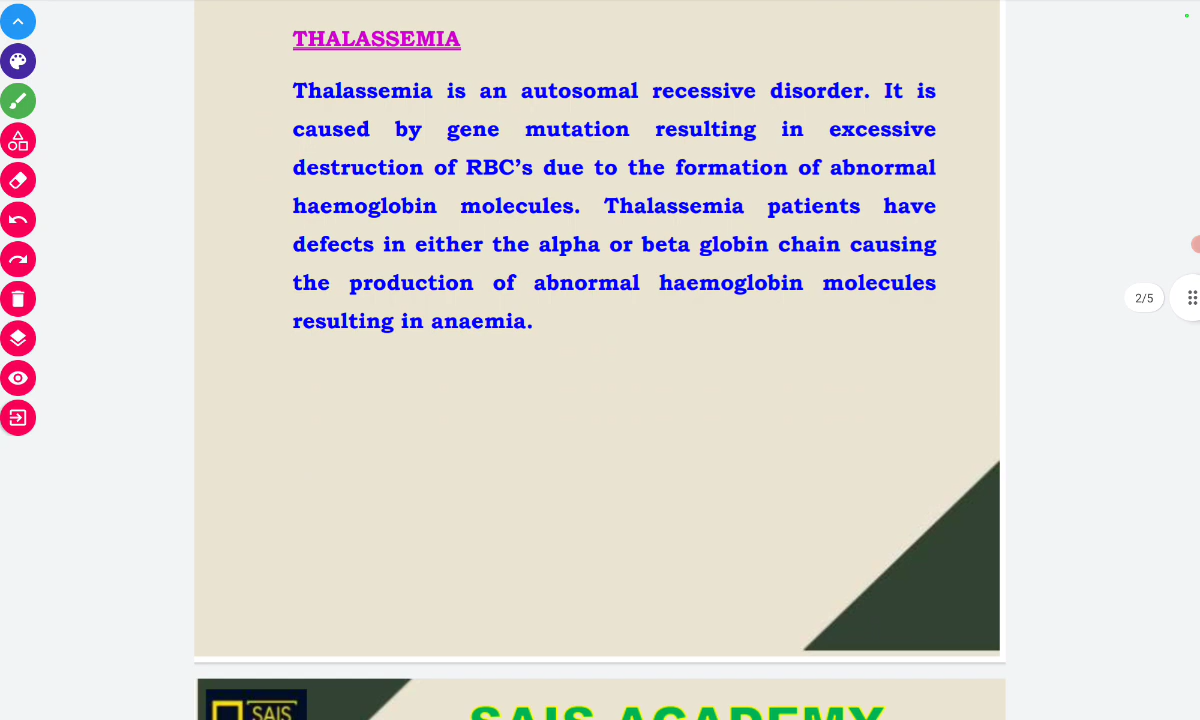 THALASSEMIA
Thalassemia is an autosomal recessive disorder. It is
caused by gene mutation resulting in excessive
destruction of RBC’s due to the formation of abnormal
haemoglobin molecules. Thalassemia patients have
defects in either the alpha or beta globin chain causing
the production of abnormal haemoglobin molecules
resulting in anaemia.
2/5
SAIS
SAIS ACADEMY